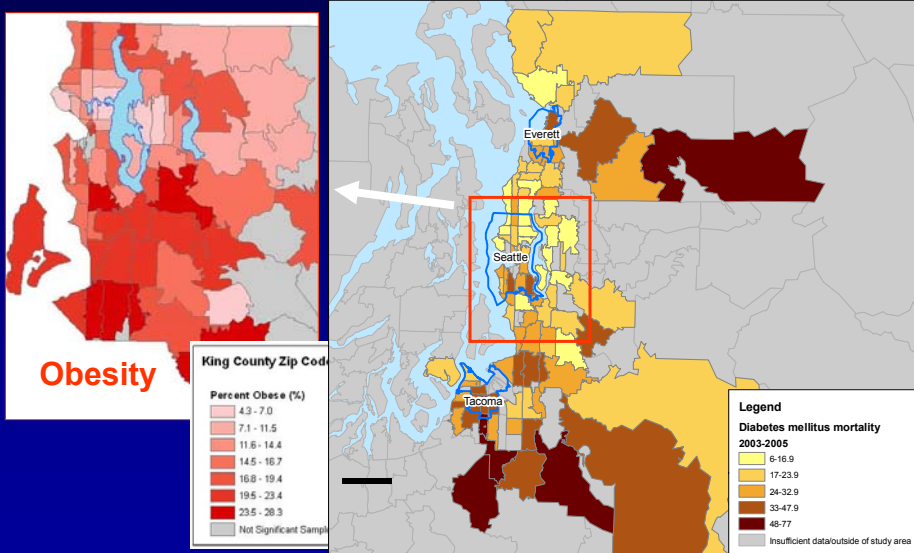 Obesity
King County Zip Code
Percent Obese (%)
4.3 - 7.0
7.1 - 11.5
11.6 - 14.4
14.5 - 16.7
16.8 - 19.4
19.5 - 23.4
23.5 - 28.3
Not Significant Sample
Everett
Seattle
Tacoma
Legend
Diabetes mellitus mortality
2003-2005
6-16.9
17-23.9
24-32.9
33-47.9
48-77
Insufficient data/outside of study area